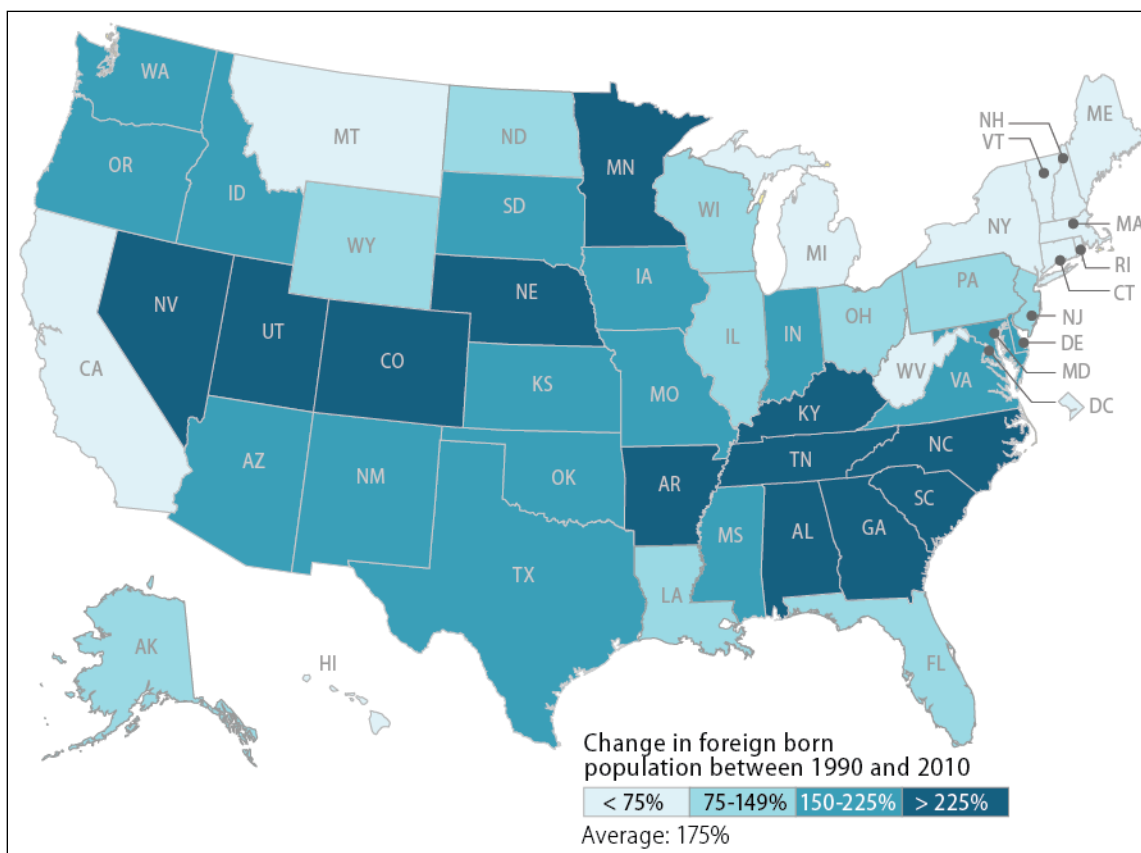 WA
MT
ND
MN
ME
NH
VT
OR
ID
SD
WI
NY
MA
WY
MI
RI
CT
IA
NE
PA
NV
UT
IL
IN
OH
NJ
DE
CA
CO
WV
VA
MD
KS
MO
KY
DC
AZ
NM
OK
TN
NC
AR
SC
MS
AL
GA
TX
LA
AK
HI
FL
Change in foreign born
population between 1990 and 2010
< 75% 75-149% 150-225% > 225%
Average: 175%